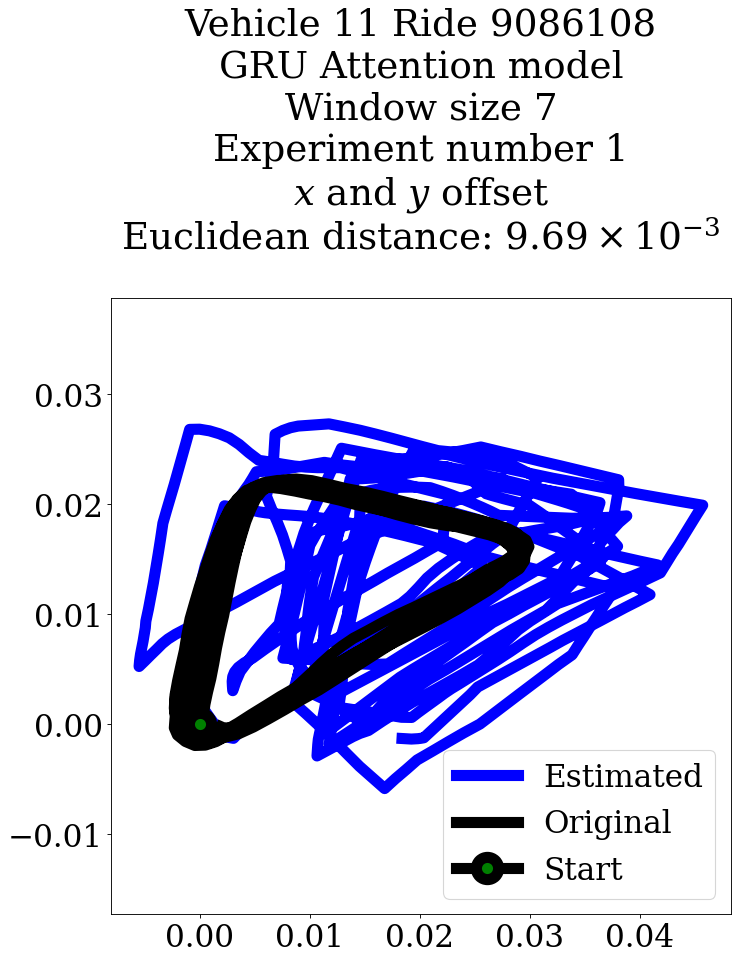 Vehicle 11 Ride 9086108
GRU Attention model
Window size 7
Experiment number 1
x and y offset
Euclidean distance: 9.69 × 10⁻³
0.03
0.02
0.01
0.00
−0.01
Estimated
Original
Start
0.00 0.01 0.02 0.03 0.04